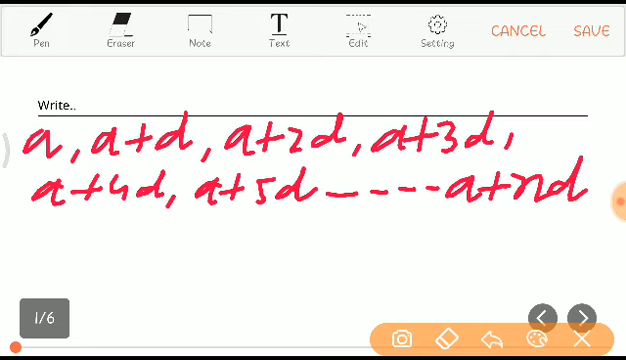 Pen Eraser Note Text Edit Setting CANCEL SAVE
Write..
a, a+d, a+2d, a+3d,
a+4d, a+5d ----- a+nd
1/6